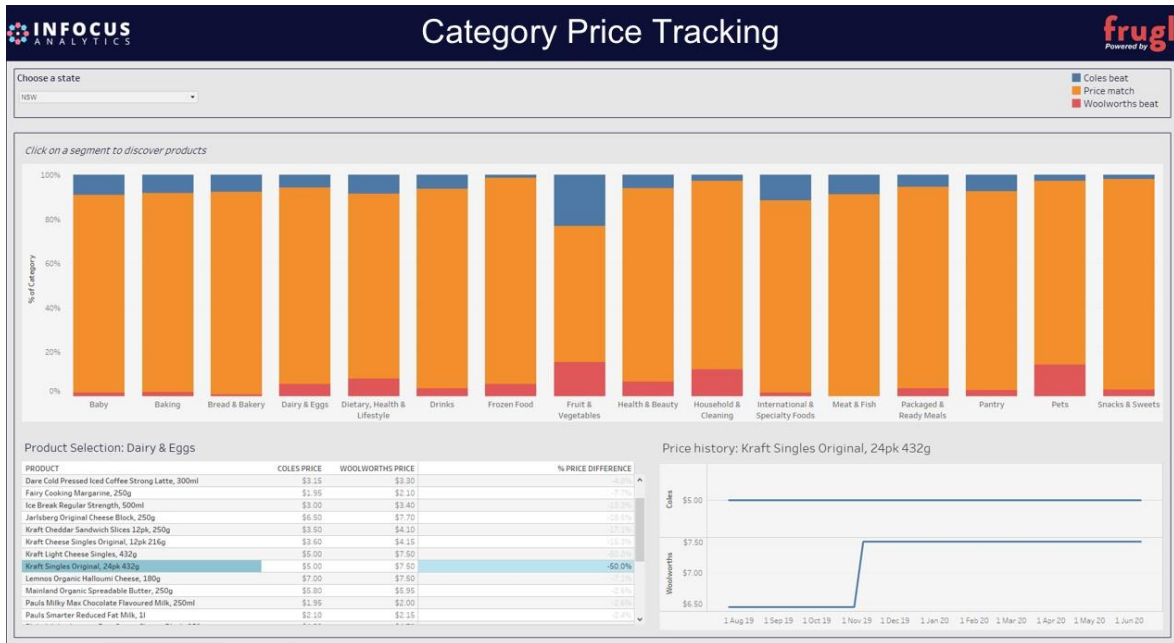 INFOCUS
ANALYTICS
Category Price Tracking
frugl
Powered by
Choose a state
NSW
Coles beat
Price match
Woolworths beat
Click on a segment to discover products
100%
80%
60%
40%
20%
0%
% of Category
Baby
Baking
Bread & Bakery
Dairy & Eggs
Dietary, Health &
Lifestyle
Drinks
Frozen Food
Fruit &
Vegetables
Health & Beauty
Household &
Cleaning
International &
Specialty Foods
Meat & Fish
Packaged &
Ready Meals
Pantry
Pets
Snacks & Sweets
Product Selection: Dairy & Eggs
PRODUCT COLES PRICE WOOLWORTHS PRICE % PRICE DIFFERENCE
Dare Cold Pressed Iced Coffee Strong Latte, 300ml $3.15 $3.30
Fairy Cooking Margarine, 250g $1.95 $2.10 -7.7%
Ice Break Regular Strength, 500ml $3.00 $3.40
Jarlsberg Original Cheese Block, 250g $6.50 $7.70
Kraft Cheddar Sandwich Slices 12pk, 250g $3.50 $4.10
Kraft Cheese Singles Original, 12pk 216g $3.60 $4.15
Kraft Light Cheese Singles, 432g $5.00 $7.50 -50.0%
Kraft Singles Original, 24pk 432g $5.00 $7.50 -50.0%
Lemnos Organic Halloumi Cheese, 180g $7.00 $7.50 -7.1%
Mainland Organic Spreadable Butter, 250g $5.80 $5.95 -2.6%
Pauls Milky Max Chocolate Flavoured Milk, 250ml $1.95 $2.00 -2.6%
Pauls Smarter Reduced Fat Milk, 1l $2.10 $2.15 -2.4%
Price history: Kraft Singles Original, 24pk 432g
Coles
$5.00
Woolworths
$7.50
$7.00
$6.50
1 Aug 19 1 Sep 19 1 Oct 19 1 Nov 19 1 Dec 19 1 Jan 20 1 Feb 20 1 Mar 20 1 Apr 20 1 May 20 1 Jun 20